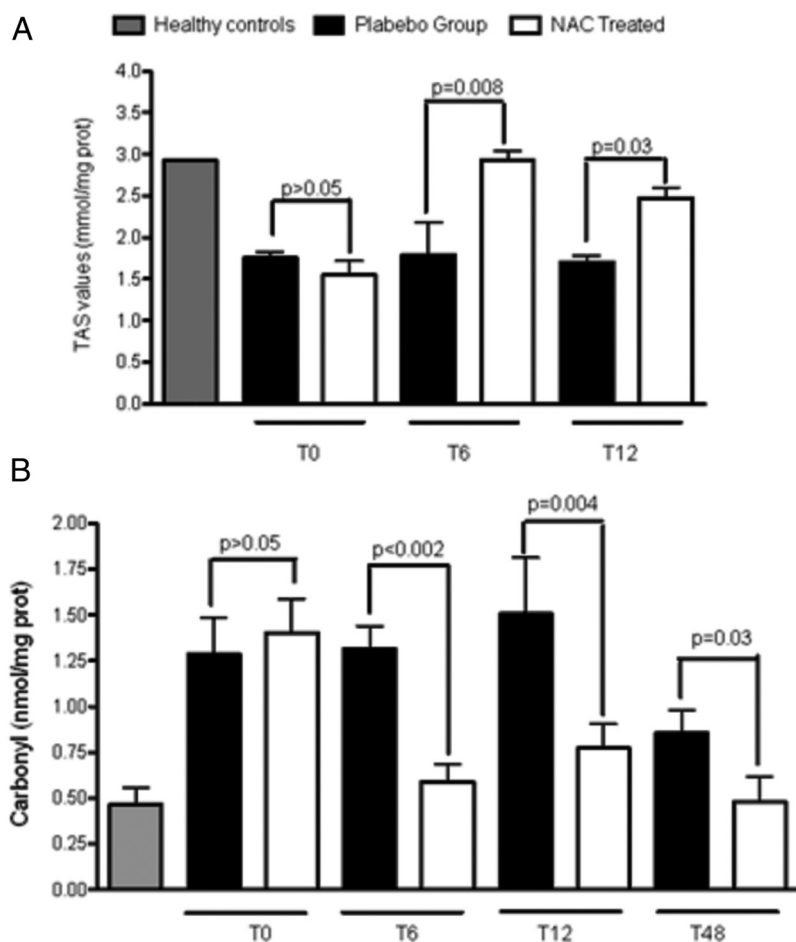 A
Healthy controls Plabebo Group NAC Treated
TAS values (mmol/mg prot)
4.0
3.5
3.0
2.5
2.0
1.5
1.0
0.5
0.0
p>0.05
p=0.008
p=0.03
T0 T6 T12
B
Carbonyl (nmol/mg prot)
2.00
1.75
1.50
1.25
1.00
0.75
0.50
0.25
0.00
p>0.05
p<0.002
p=0.004
p=0.03
T0 T6 T12 T48